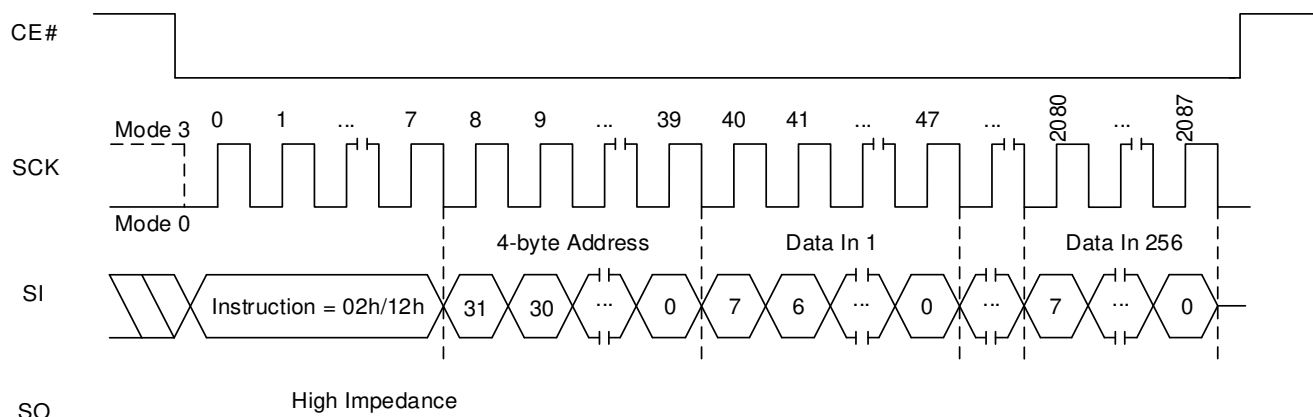 CE#
Mode 3
0 1 ... 7 8 9 ... 39 40 41 ... 47 ... 2080 ... 2087
SCK
Mode 0
4-byte Address Data In 1 Data In 256
SI
Instruction = 02h/12h 31 30 ... 0 7 6 ... 0 ... 7 ... 0
High Impedance
SO